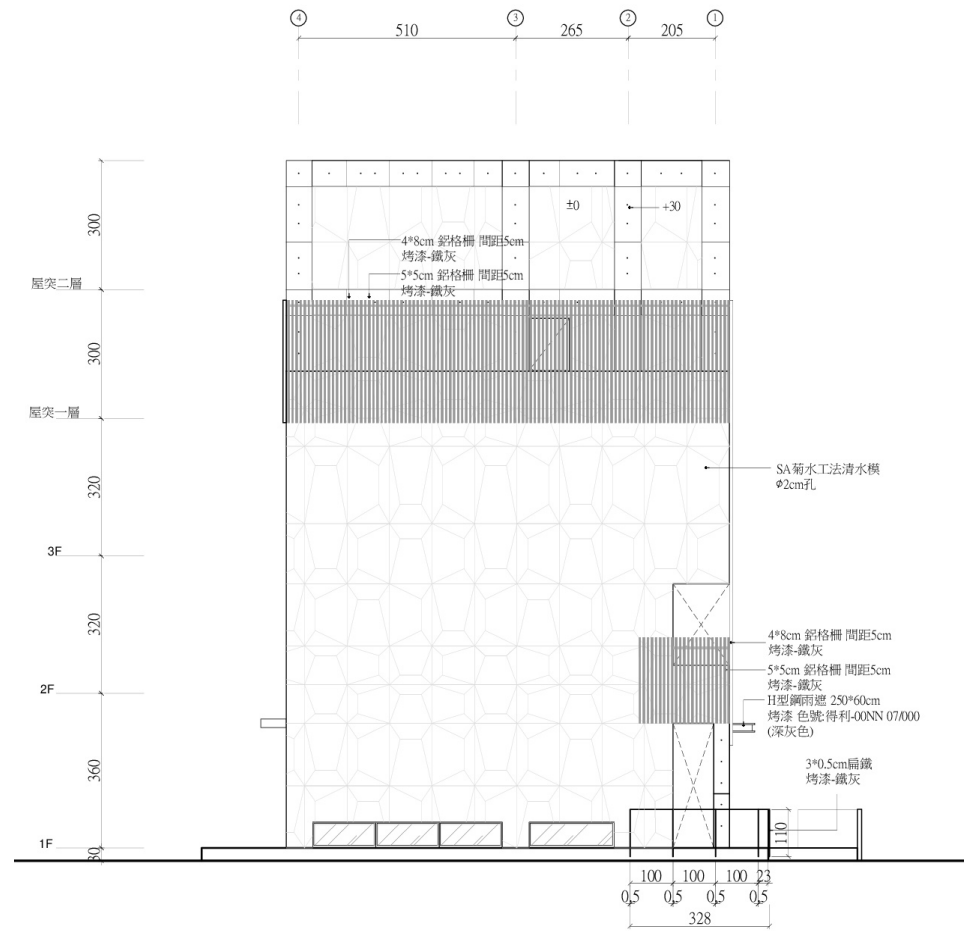 4
3
2
1
510
265
205
300
±0
+30
4*8cm 鋁格柵 間距5cm
烤漆-鐵灰
5*5cm 鋁格柵 間距5cm
烤漆-鐵灰
屋突二層
300
屋突一層
320
SA菊水工法清水模
φ2cm孔
3F
320
4*8cm 鋁格柵 間距5cm
烤漆-鐵灰
5*5cm 鋁格柵 間距5cm
烤漆-鐵灰
2F
H型鋼雨遮 250*60cm
烤漆 色號:得利-00NN 07/000
(深灰色)
360
3*0.5cm扁鐵
烤漆-鐵灰
110
1F
30
100
100
100
23
0.5
0.5
0.5
0.5
328